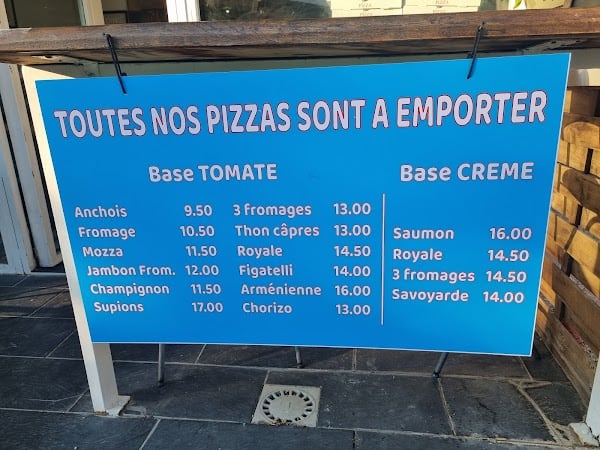 TOUTES NOS PIZZAS SONT A EMPORTER
Base TOMATE
Anchois 9.50
Fromage 10.50
Mozza 11.50
Jambon From. 12.00
Champignon 11.50
Supions 17.00
3 fromages 13.00
Thon câpres 13.00
Royale 14.50
Figatelli 14.00
Arménienne 16.00
Chorizo 13.00
Base CREME
Saumon 16.00
Royale 14.50
3 fromages 14.50
Savoyarde 14.00